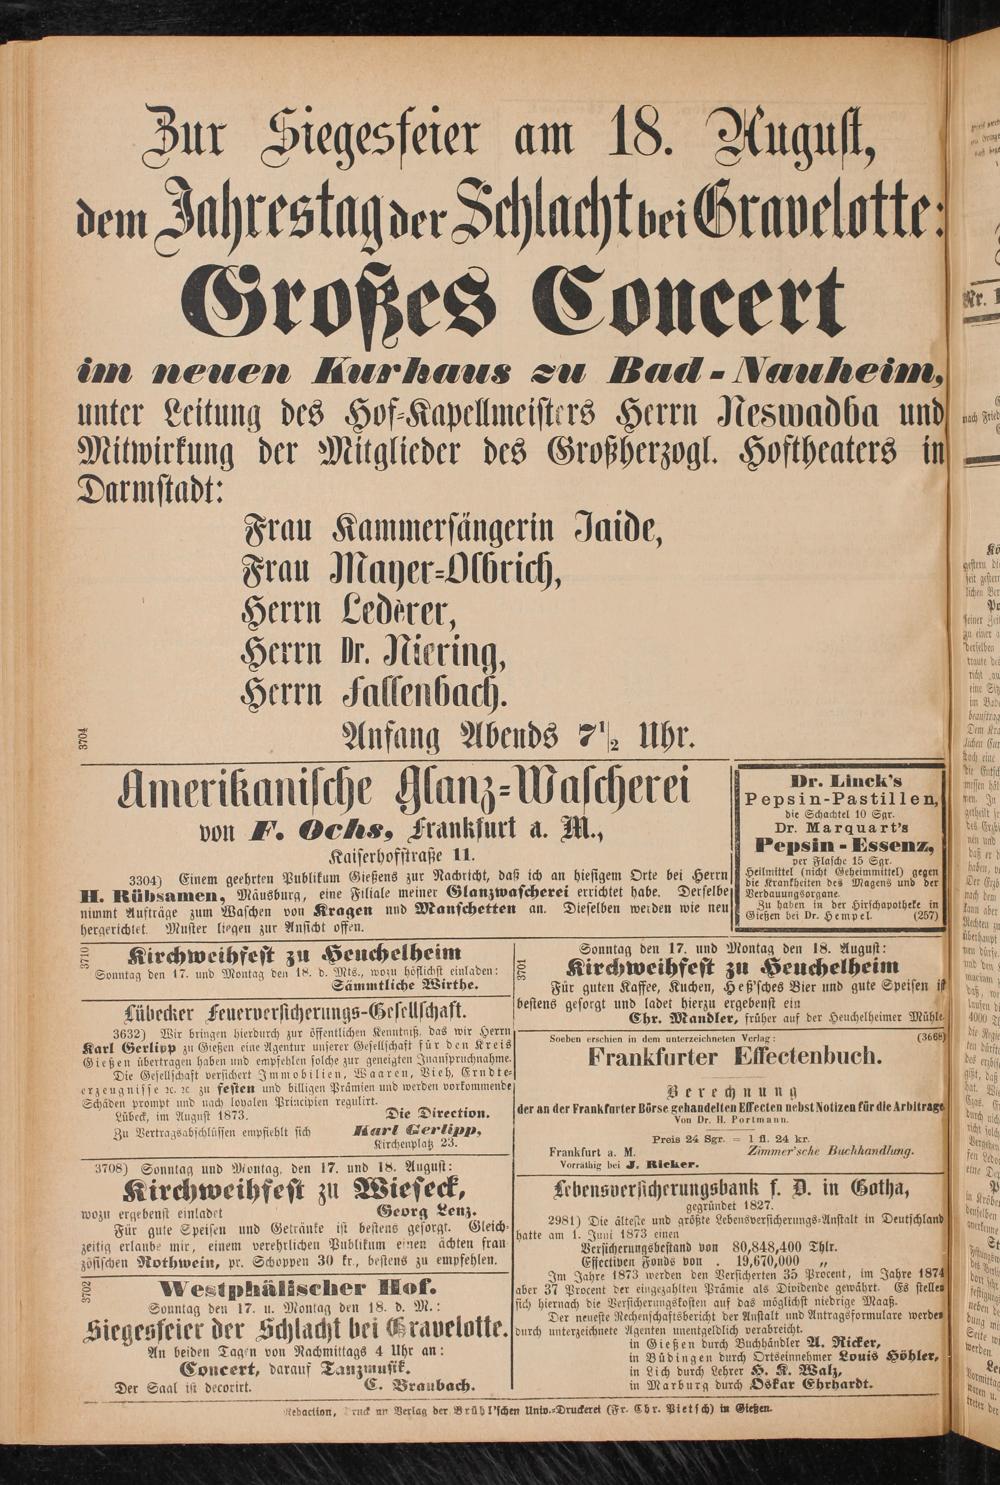 Zur Siegesfeier am 18. August,
dem Jahrestag der Schlacht bei Gravelotte:
Großes Concert
im neuen Kurhaus zu Bad-Nauheim,
unter Leitung des Hof-Kapellmeisters Herrn Neswadba und
Mitwirkung der Mitglieder des Großherzogl. Hoftheaters in
Darmstadt:
Frau Kammersängerin Jaide,
Frau Mayer-Olbrich,
Herrn Lederer,
Herrn Dr. Niering,
Herrn Fallenbach.
Anfang Abends 7½ Uhr.
3704
Amerikanische Glanz-Wascherei
von F. Ochs, Frankfurt a. M.,
Kaiserhofstraße 11.
3304) Einem geehrten Publikum Gießens zur Nachricht, daß ich an hiesigem Orte bei Herrn
H. Rübsamen, Mäusburg, eine Filiale meiner Glanzwascherei errichtet habe. Derselbe
nimmt Aufträge zum Waschen von Kragen und Manschetten an. Dieselben werden wie neu
hergerichtet. Muster liegen zur Ansicht offen.
Dr. Linck's
Pepsin-Pastillen,
die Schachtel 10 Sgr.
Dr. Marquart's
Pepsin-Essenz,
per Flasche 15 Sgr.
Heilmittel (nicht Geheimmittel) gegen
die Krankheiten des Magens und der
Verdauungsorgane.
Zu haben in der Hirschapotheke in
Gießen bei Dr. Hempel. (257)
3710
Kirchweihfest zu Heuchelheim
Sonntag den 17. und Montag den 18. d. Mts., wozu höflichst einladen:
Sämmtliche Wirthe.
Lübecker Feuerversicherungs-Gesellschaft.
3632) Wir bringen hierdurch zur öffentlichen Kenntniß, das wir Herrn
Karl Gerlipp zu Gießen eine Agentur unserer Gesellschaft für den Kreis
Gießen übertragen haben und empfehlen solche zur geneigten Inanspruchnahme.
Die Gesellschaft versichert Immobilien, Waaren, Vieh, Erndte-
erzeugnisse ꝛc. ꝛc. zu festen und billigen Prämien und werden vorkommende
Schäden prompt und nach loyalen Principien regulirt.
Lübeck, im August 1873. Die Direction.
Zu Vertragsabschlüssen empfiehlt sich Karl Gerlipp,
Kirchenplatz 23.
3708) Sonntag und Montag, den 17. und 18. August:
Kirchweihfest zu Wieseck,
wozu ergebenst einladet Georg Lenz.
Für gute Speisen und Getränke ist bestens gesorgt. Gleich-
zeitig erlaube mir, einem verehrlichen Publikum einen ächten fran
zösischen Rothwein, pr. Schoppen 30 kr., bestens zu empfehlen.
3702
Westphälischer Hof.
Sonntag den 17. u. Montag den 18. d. M.:
Siegesfeier der Schlacht bei Gravelotte.
An beiden Tagen von Nachmittags 4 Uhr an:
Concert, darauf Tanzmusik.
Der Saal ist decorirt. C. Braubach.
3701
Sonntag den 17. und Montag den 18. August:
Kirchweihfest zu Heuchelheim
Für guten Kaffee, Kuchen, Heß'sches Bier und gute Speisen ist
bestens gesorgt und ladet hierzu ergebenst ein
Chr. Mandler, früher auf der Heuchelheimer Mühle.
Soeben erschien in dem unterzeichneten Verlag: (3668)
Frankfurter Effectenbuch.
Berechnung
der an der Frankfurter Börse gehandelten Effecten nebst Notizen für die Arbitrage
Von Dr. H. Portmann.
Preis 24 Sgr. = 1 fl. 24 kr.
Frankfurt a. M. Zimmer'sche Buchhandlung.
Vorräthig bei J. Ricker.
Lebensversicherungsbank f. D. in Gotha,
gegründet 1827.
2981) Die älteste und größte Lebensversicherungs-Anstalt in Deutschland
hatte am 1. Juni 1873 einen
Versicherungsbestand von 80,848,400 Thlr.
Effectiven Fonds von . 19,670,000 „
Im Jahre 1873 werden den Versicherten 35 Procent, im Jahre 1874
aber 37 Procent der eingezahlten Prämie als Dividende gewährt. Es stellen
sich hiernach die Versicherungskosten auf das möglichst niedrige Maaß.
Der neueste Rechenschaftsbericht der Anstalt und Antragsformulare werden
durch unterzeichnete Agenten unentgeldlich verabreicht.
in Gießen durch Buchhändler A. Ricker,
in Büdingen durch Ortseinnehmer Louis Höhler,
in Lich durch Lehrer H. K. Walz,
in Marburg durch Oskar Ehrhardt.
Redaction, Druck und Verlag der Brühl'schen Univ.-Druckerei (Fr. Chr. Pietsch) in Gießen.